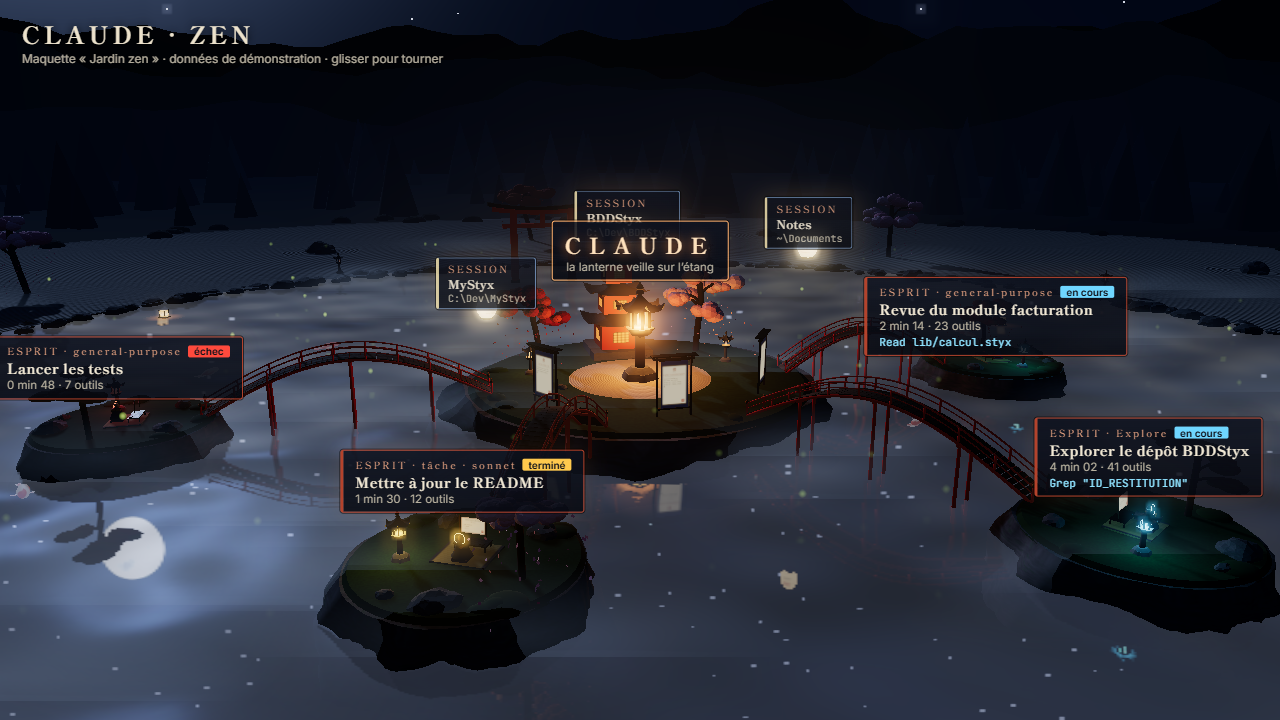 CLAUDE · ZEN
Maquette « Jardin zen » · données de démonstration · glisser pour tourner
SESSION
BDDStyx
C:\Dev\BDDStyx
SESSION
Notes
~\Documents
CLAUDE
la lanterne veille sur l'étang
SESSION
MyStyx
C:\Dev\MyStyx
ESPRIT · general-purpose en cours
Revue du module facturation
2 min 14 · 23 outils
Read lib/calcul.styx
ESPRIT · general-purpose échec
Lancer les tests
0 min 48 · 7 outils
ESPRIT · Explore en cours
Explorer le dépôt BDDStyx
4 min 02 · 41 outils
Grep "ID_RESTITUTION"
ESPRIT · tâche · sonnet terminé
Mettre à jour le README
1 min 30 · 12 outils